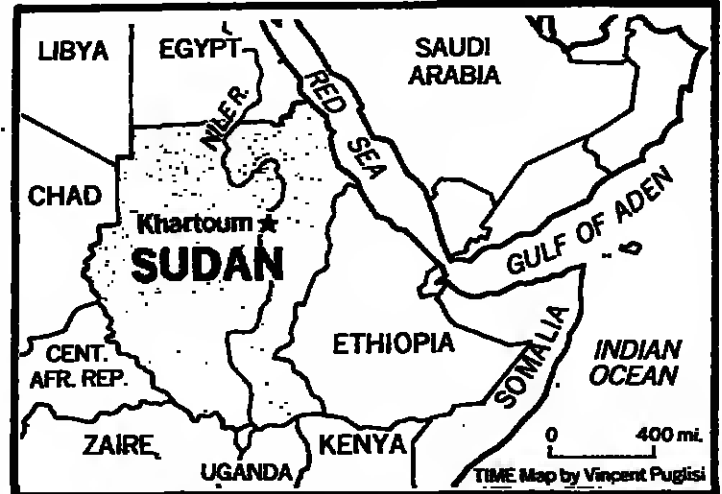 LIBYA
EGYPT
SAUDI
ARABIA
NILE R.
RED
SEA
CHAD
Khartoum
SUDAN
GULF OF ADEN
ETHIOPIA
SOMALIA
INDIAN
OCEAN
CENT.
AFR. REP.
ZAIRE
UGANDA
KENYA
0 400 mi.
TIME Map by Vincent Puglisi